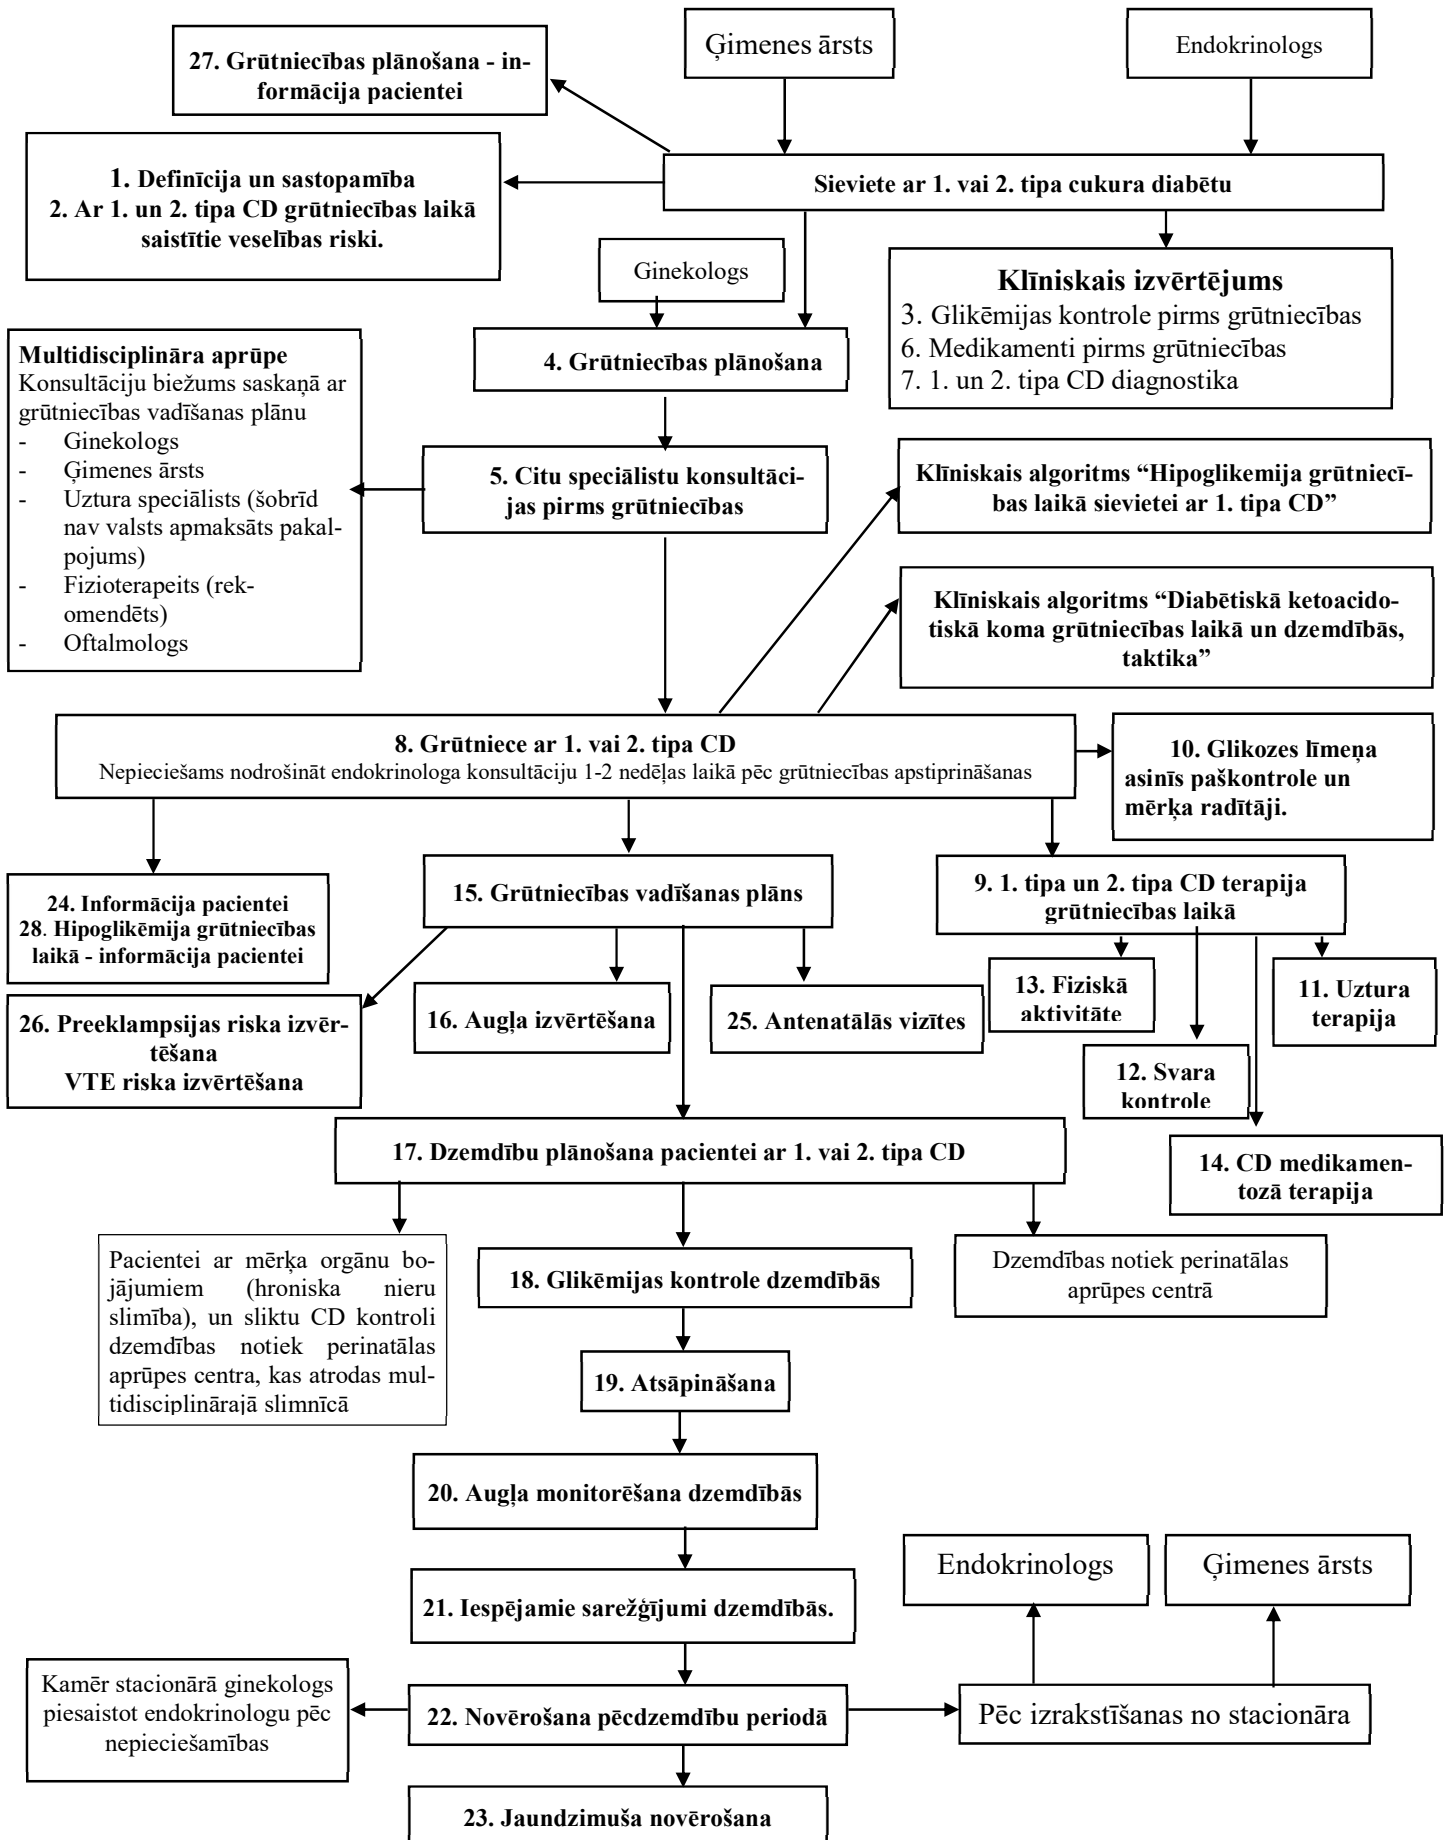 27. Grūtniecības plānošana - in-
formācija pacientei
Ģimenes ārsts
Endokrinologs
1. Definīcija un sastopamība
2. Ar 1. un 2. tipa CD grūtniecības laikā
saistītie veselības riski.
Sieviete ar 1. vai 2. tipa cukura diabētu
Ginekologs
Klīniskais izvērtējums
3. Glikēmijas kontrole pirms grūtniecības
6. Medikamenti pirms grūtniecības
7. 1. un 2. tipa CD diagnostika
4. Grūtniecības plānošana
Multidisciplināra aprūpe
Konsultāciju biežums saskaņā ar
grūtniecības vadīšanas plānu
- Ginekologs
- Ģimenes ārsts
- Uztura speciālists (šobrīd
nav valsts apmaksāts pakal-
pojums)
- Fizioterapeits (rek-
omendēts)
- Oftalmologs
5. Citu speciālistu konsultāci-
jas pirms grūtniecības
Klīniskais algoritms “Hipoglikemija grūtniecī-
bas laikā sievietei ar 1. tipa CD”
Klīniskais algoritms “Diabētiskā ketoacido-
tiskā koma grūtniecības laikā un dzemdībās,
taktika”
8. Grūtniece ar 1. vai 2. tipa CD
Nepieciešams nodrošināt endokrinologa konsultāciju 1-2 nedēļas laikā pēc grūtniecības apstiprināšanas
10. Glikozes līmeņa
asinīs paškontrole un
mērķa radītāji.
24. Informācija pacientei
28. Hipoglikēmija grūtniecības
laikā - informācija pacientei
15. Grūtniecības vadīšanas plāns
9. 1. tipa un 2. tipa CD terapija
grūtniecības laikā
26. Preeklampsijas riska izvēr-
tēšana
VTE riska izvērtēšana
16. Augļa izvērtēšana
25. Antenatālās vizītes
13. Fiziskā
aktivitāte
11. Uztura
terapija
12. Svara
kontrole
14. CD medikamen-
tozā terapija
17. Dzemdību plānošana pacientei ar 1. vai 2. tipa CD
Pacientei ar mērķa orgānu bo-
jājumiem (hroniska nieru
slimība), un sliktu CD kontroli
dzemdības notiek perinatālas
aprūpes centra, kas atrodas mul-
tidisciplinārajā slimnīcā
18. Glikēmijas kontrole dzemdībās
Dzemdības notiek perinatālas
aprūpes centrā
19. Atsāpināšana
20. Augļa monitorēšana dzemdībās
21. Iespējamie sarežģījumi dzemdībās.
Endokrinologs
Ģimenes ārsts
Kamēr stacionārā ginekologs
piesaistot endokrinologu pēc
nepieciešamības
22. Novērošana pēcdzemdību periodā
Pēc izrakstīšanas no stacionāra
23. Jaundzimuša novērošana